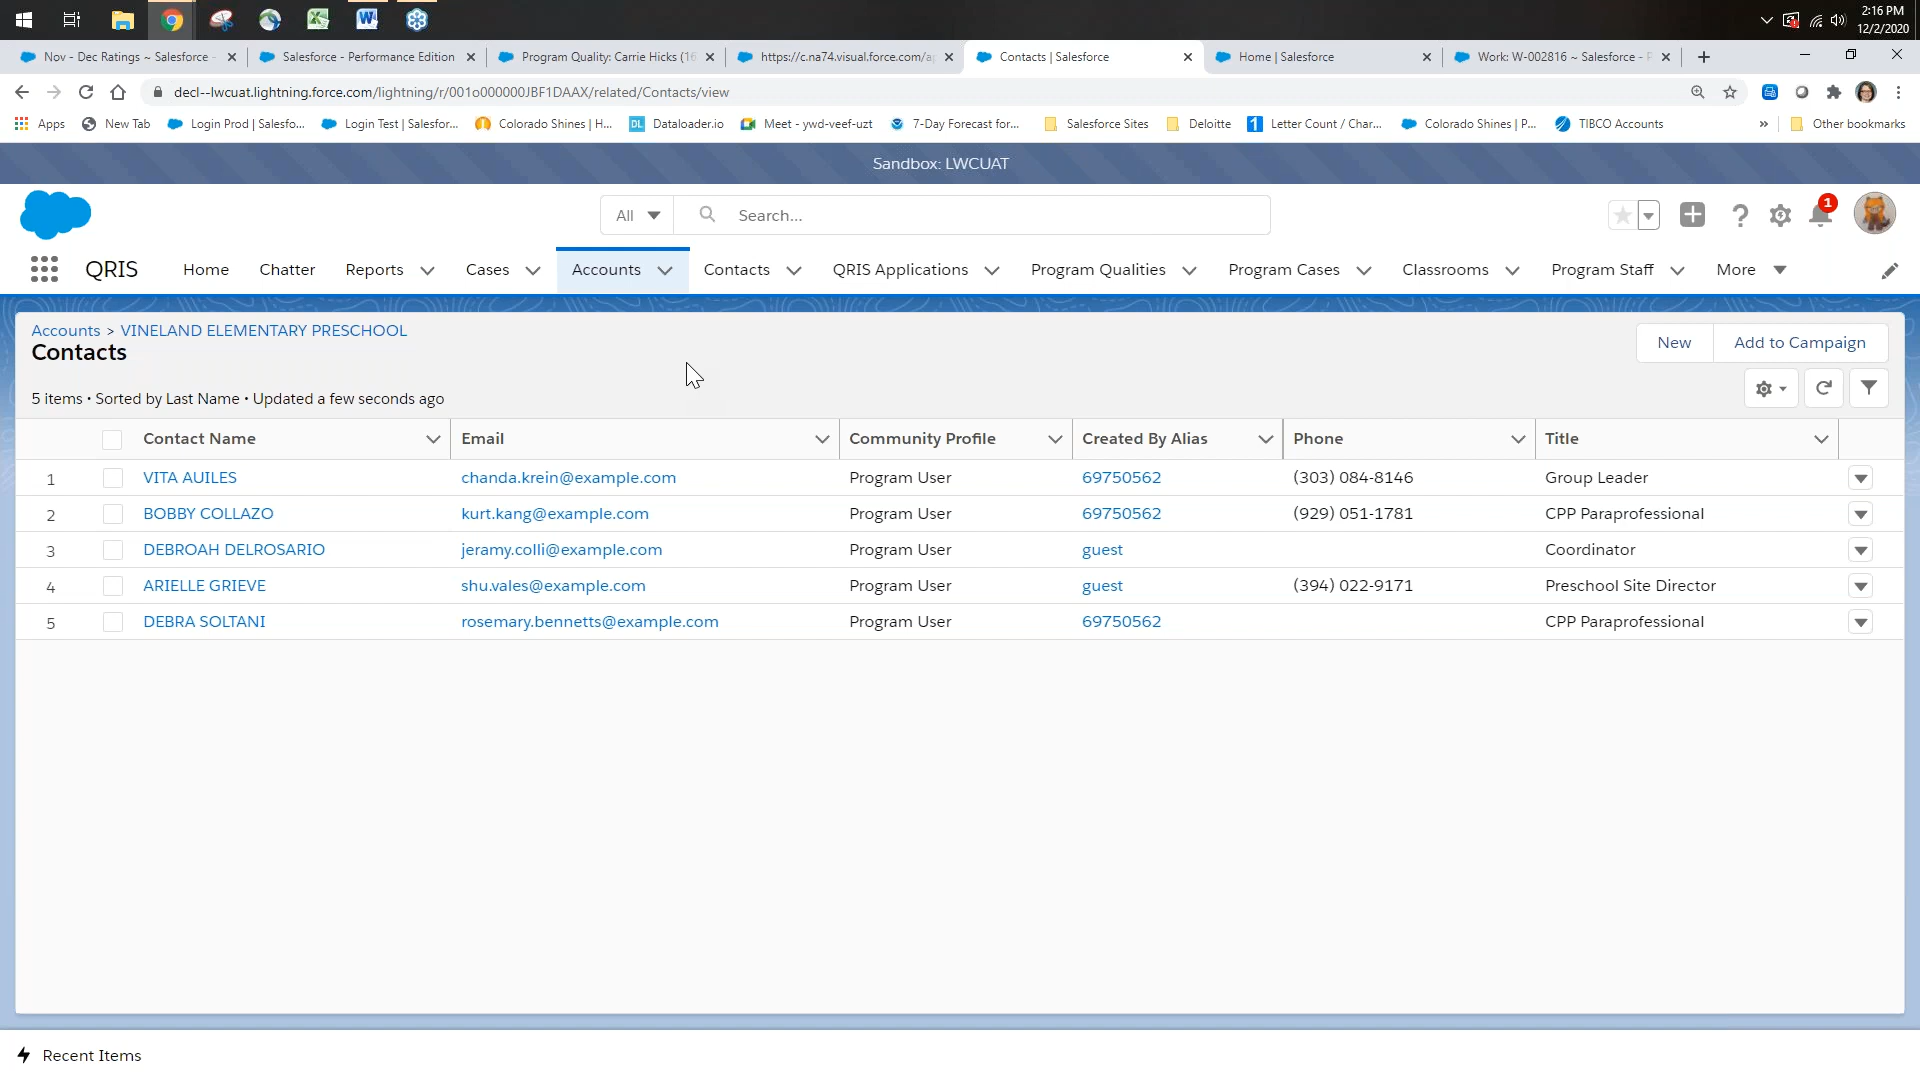 2:16 PM
12/2/2020
Nov - Dec Ratings ~ Salesforce -
Salesforce - Performance Edition
Program Quality: Carrie Hicks (16
https://c.na74.visual.force.com/a
Contacts | Salesforce
Home | Salesforce
Work: W-002816 ~ Salesforce - P
decl--lwcuat.lightning.force.com/lightning/r/001o000000JBF1DAAX/related/Contacts/view
Apps
New Tab
Login Prod | Salesfo...
Login Test | Salesfor...
Colorado Shines | H...
DL
Dataloader.io
Meet - ywd-veef-uzt
7-Day Forecast for...
Salesforce Sites
Deloitte
1
Letter Count / Char...
Colorado Shines | P...
TIBCO Accounts
»
Other bookmarks
Sandbox: LWCUAT
All
Search...
1
QRIS
Home
Chatter
Reports
Cases
Accounts
Contacts
QRIS Applications
Program Qualities
Program Cases
Classrooms
Program Staff
More
Accounts > VINELAND ELEMENTARY PRESCHOOL
Contacts
New
Add to Campaign
5 items • Sorted by Last Name • Updated a few seconds ago
Contact Name Email Community Profile Created By Alias Phone Title
1 VITA AUILES chanda.krein@example.com Program User 69750562 (303) 084-8146 Group Leader
2 BOBBY COLLAZO kurt.kang@example.com Program User 69750562 (929) 051-1781 CPP Paraprofessional
3 DEBROAH DELROSARIO jeramy.colli@example.com Program User guest Coordinator
4 ARIELLE GRIEVE shu.vales@example.com Program User guest (394) 022-9171 Preschool Site Director
5 DEBRA SOLTANI rosemary.bennetts@example.com Program User 69750562 CPP Paraprofessional
Recent Items